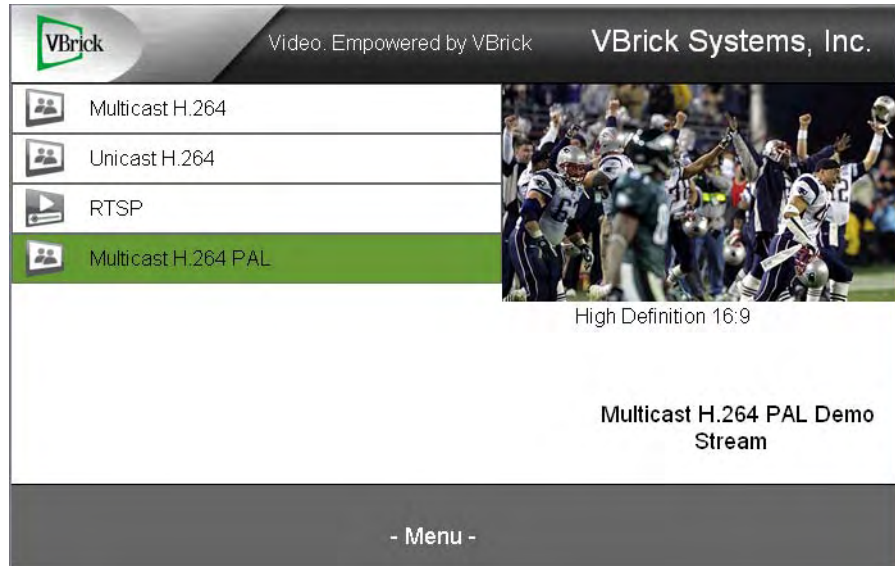 VBrick
Video. Empowered by VBrick
VBrick Systems, Inc.
Multicast H.264
Unicast H.264
RTSP
Multicast H.264 PAL
High Definition 16:9
Multicast H.264 PAL Demo
Stream
- Menu -